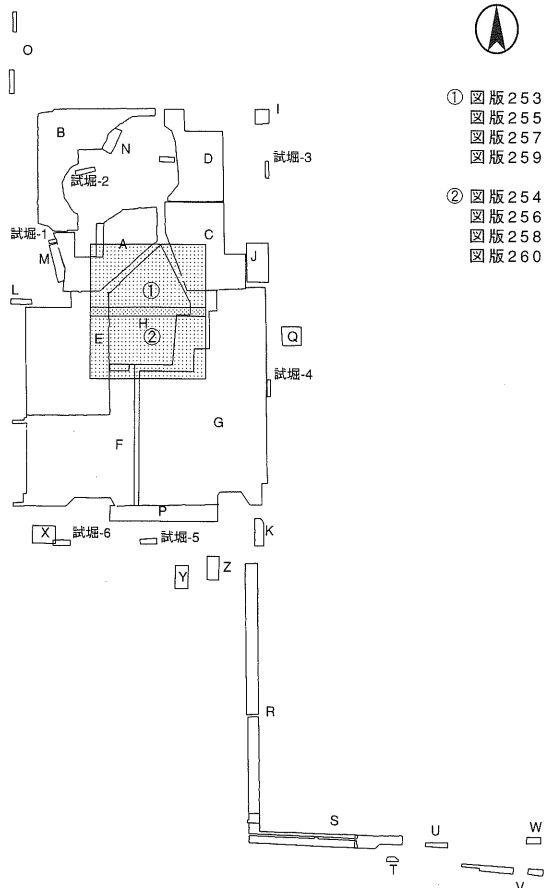 O
I
① 図版253
図版255
図版257
図版259
② 図版254
図版256
図版258
図版260
B
N
D
試堀-3
試堀-2
試堀-1
A
C
M
J
L
①
H
E
②
Q
試堀-4
G
F
P
X
試堀-6
試堀-5
K
Y
Z
R
S
U
W
T
V